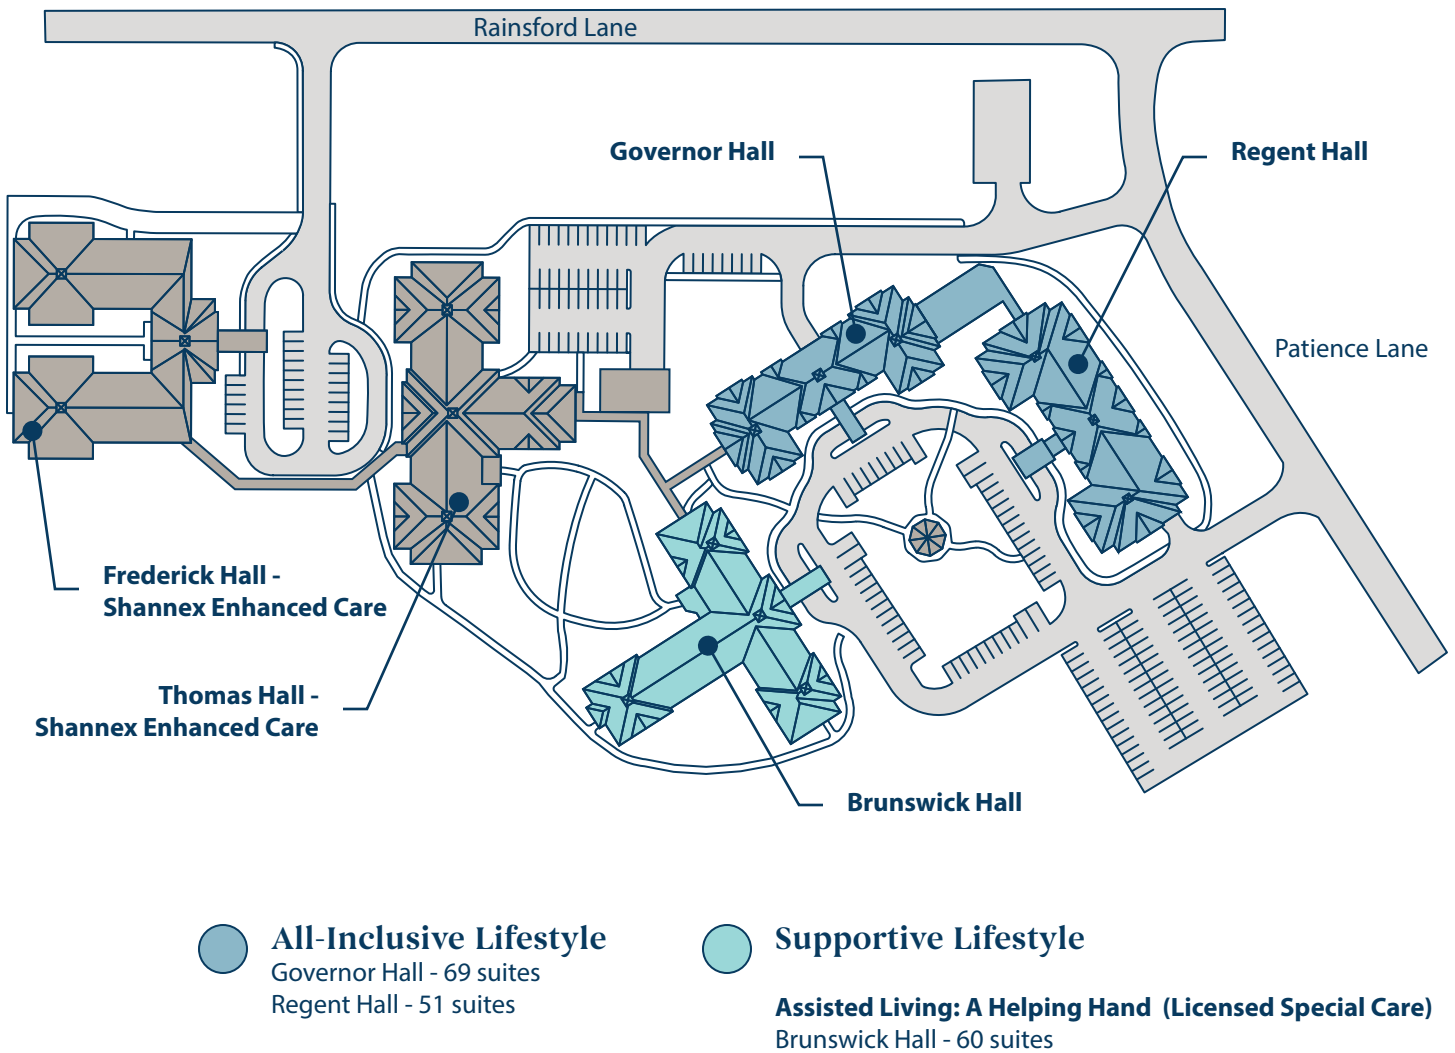 Rainsford Lane
Governor Hall
Regent Hall
Patience Lane
Frederick Hall -
Shannex Enhanced Care
Thomas Hall -
Shannex Enhanced Care
Brunswick Hall
All-Inclusive Lifestyle
Governor Hall - 69 suites
Regent Hall - 51 suites
Supportive Lifestyle
Assisted Living: A Helping Hand (Licensed Special Care)
Brunswick Hall - 60 suites